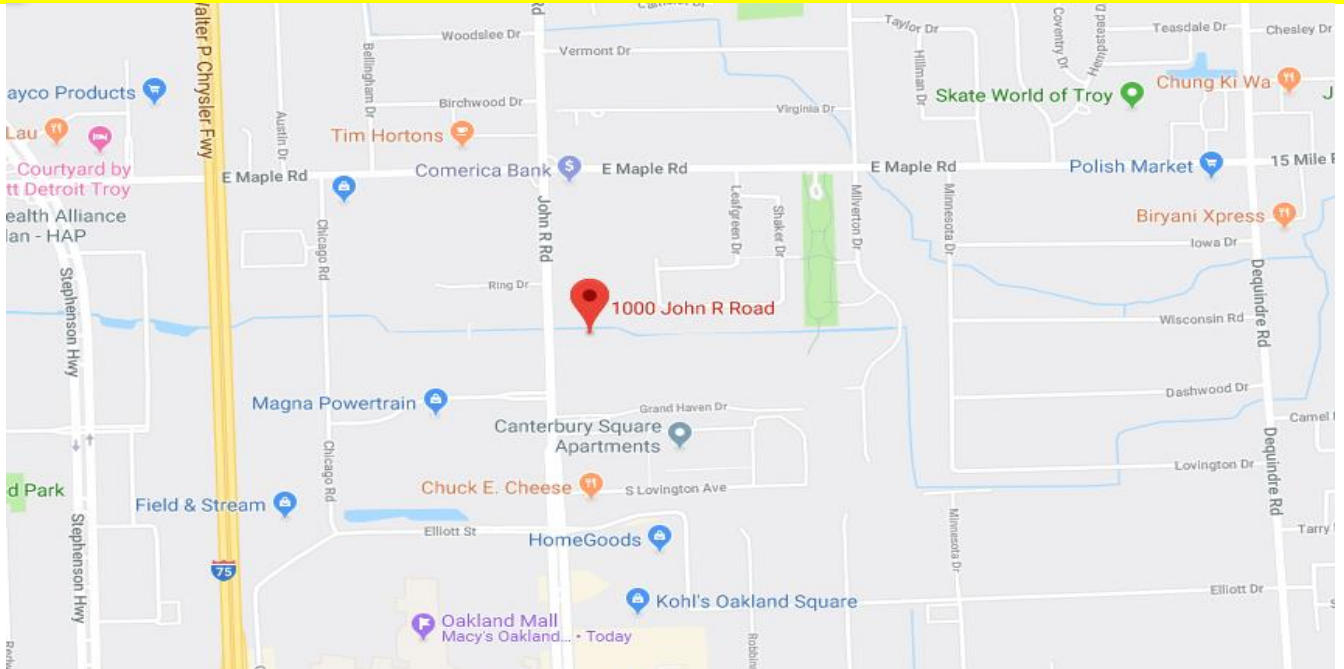 Walter P Chrysler Fwy
Bellingham Dr
Woodslee Dr
Rd
Vermont Dr
Taylor Dr
Hillman Dr
Coventry Dr
Hempstead D
Teasdale Dr
Chesley Dr
ayco Products
Birchwood Dr
Virginia Dr
Skate World of Troy
Chung Ki Wa
J
Lau
Austin Dr
Tim Hortons
Courtyard by
tt Detroit Troy
E Maple Rd
Comerica Bank
E Maple Rd
E Maple Rd
Polish Market
15 Mile R
ealth Alliance
lan - HAP
Chicago Rd
John R Rd
Leafgreen Dr
Shaker Dr
Milverton Dr
Minnesota Dr
Biryani Xpress
Iowa Dr
Stephenson Hwy
Ring Dr
1000 John R Road
Wisconsin Rd
Dequindre Rd
Magna Powertrain
Grand Haven Dr
Dashwood Dr
Canterbury Square
Apartments
Camel
Chicago Rd
Lovington Dr
Dequindre Rd
d Park
Field & Stream
Chuck E. Cheese
S Lovington Ave
Stephenson Hwy
Elliott St
HomeGoods
Minnesota Dr
Tarry
75
Kohl's Oakland Square
Elliott Dr
Oakland Mall
Macy's Oakland... • Today
Robbin